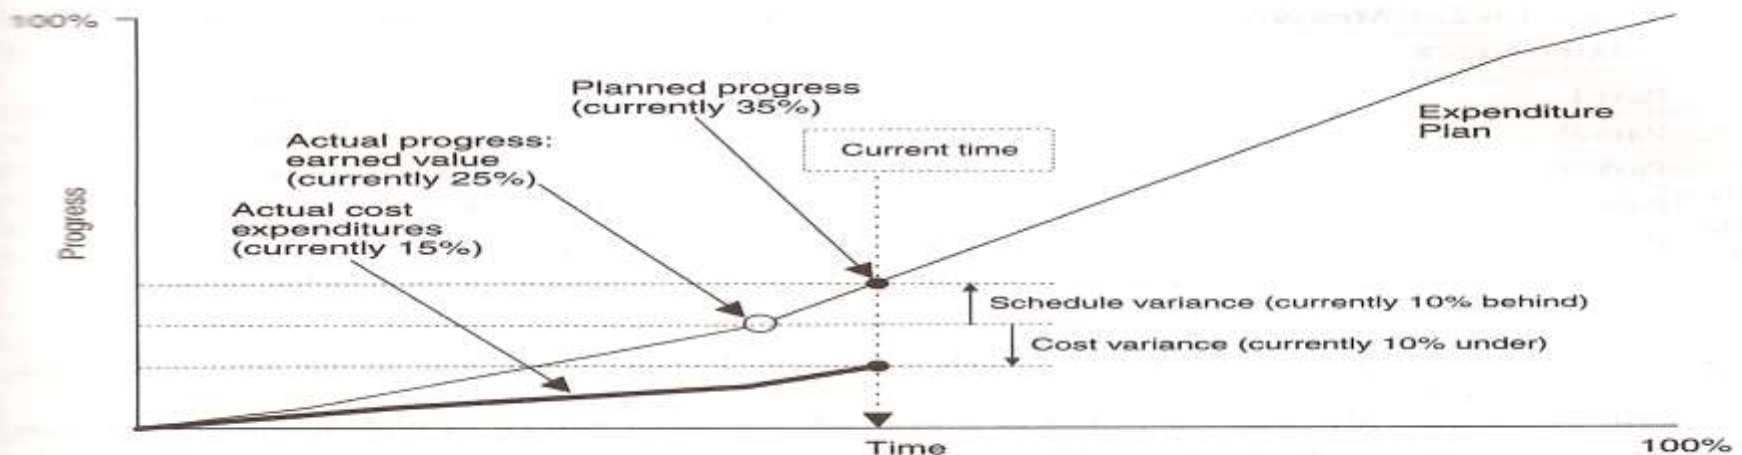 100%
Planned progress
(currently 35%)
Expenditure
Plan
Actual progress:
earned value
(currently 25%)
Current time
Actual cost
expenditures
(currently 15%)
Progress
Schedule variance (currently 10% behind)
Cost variance (currently 10% under)
Time
100%